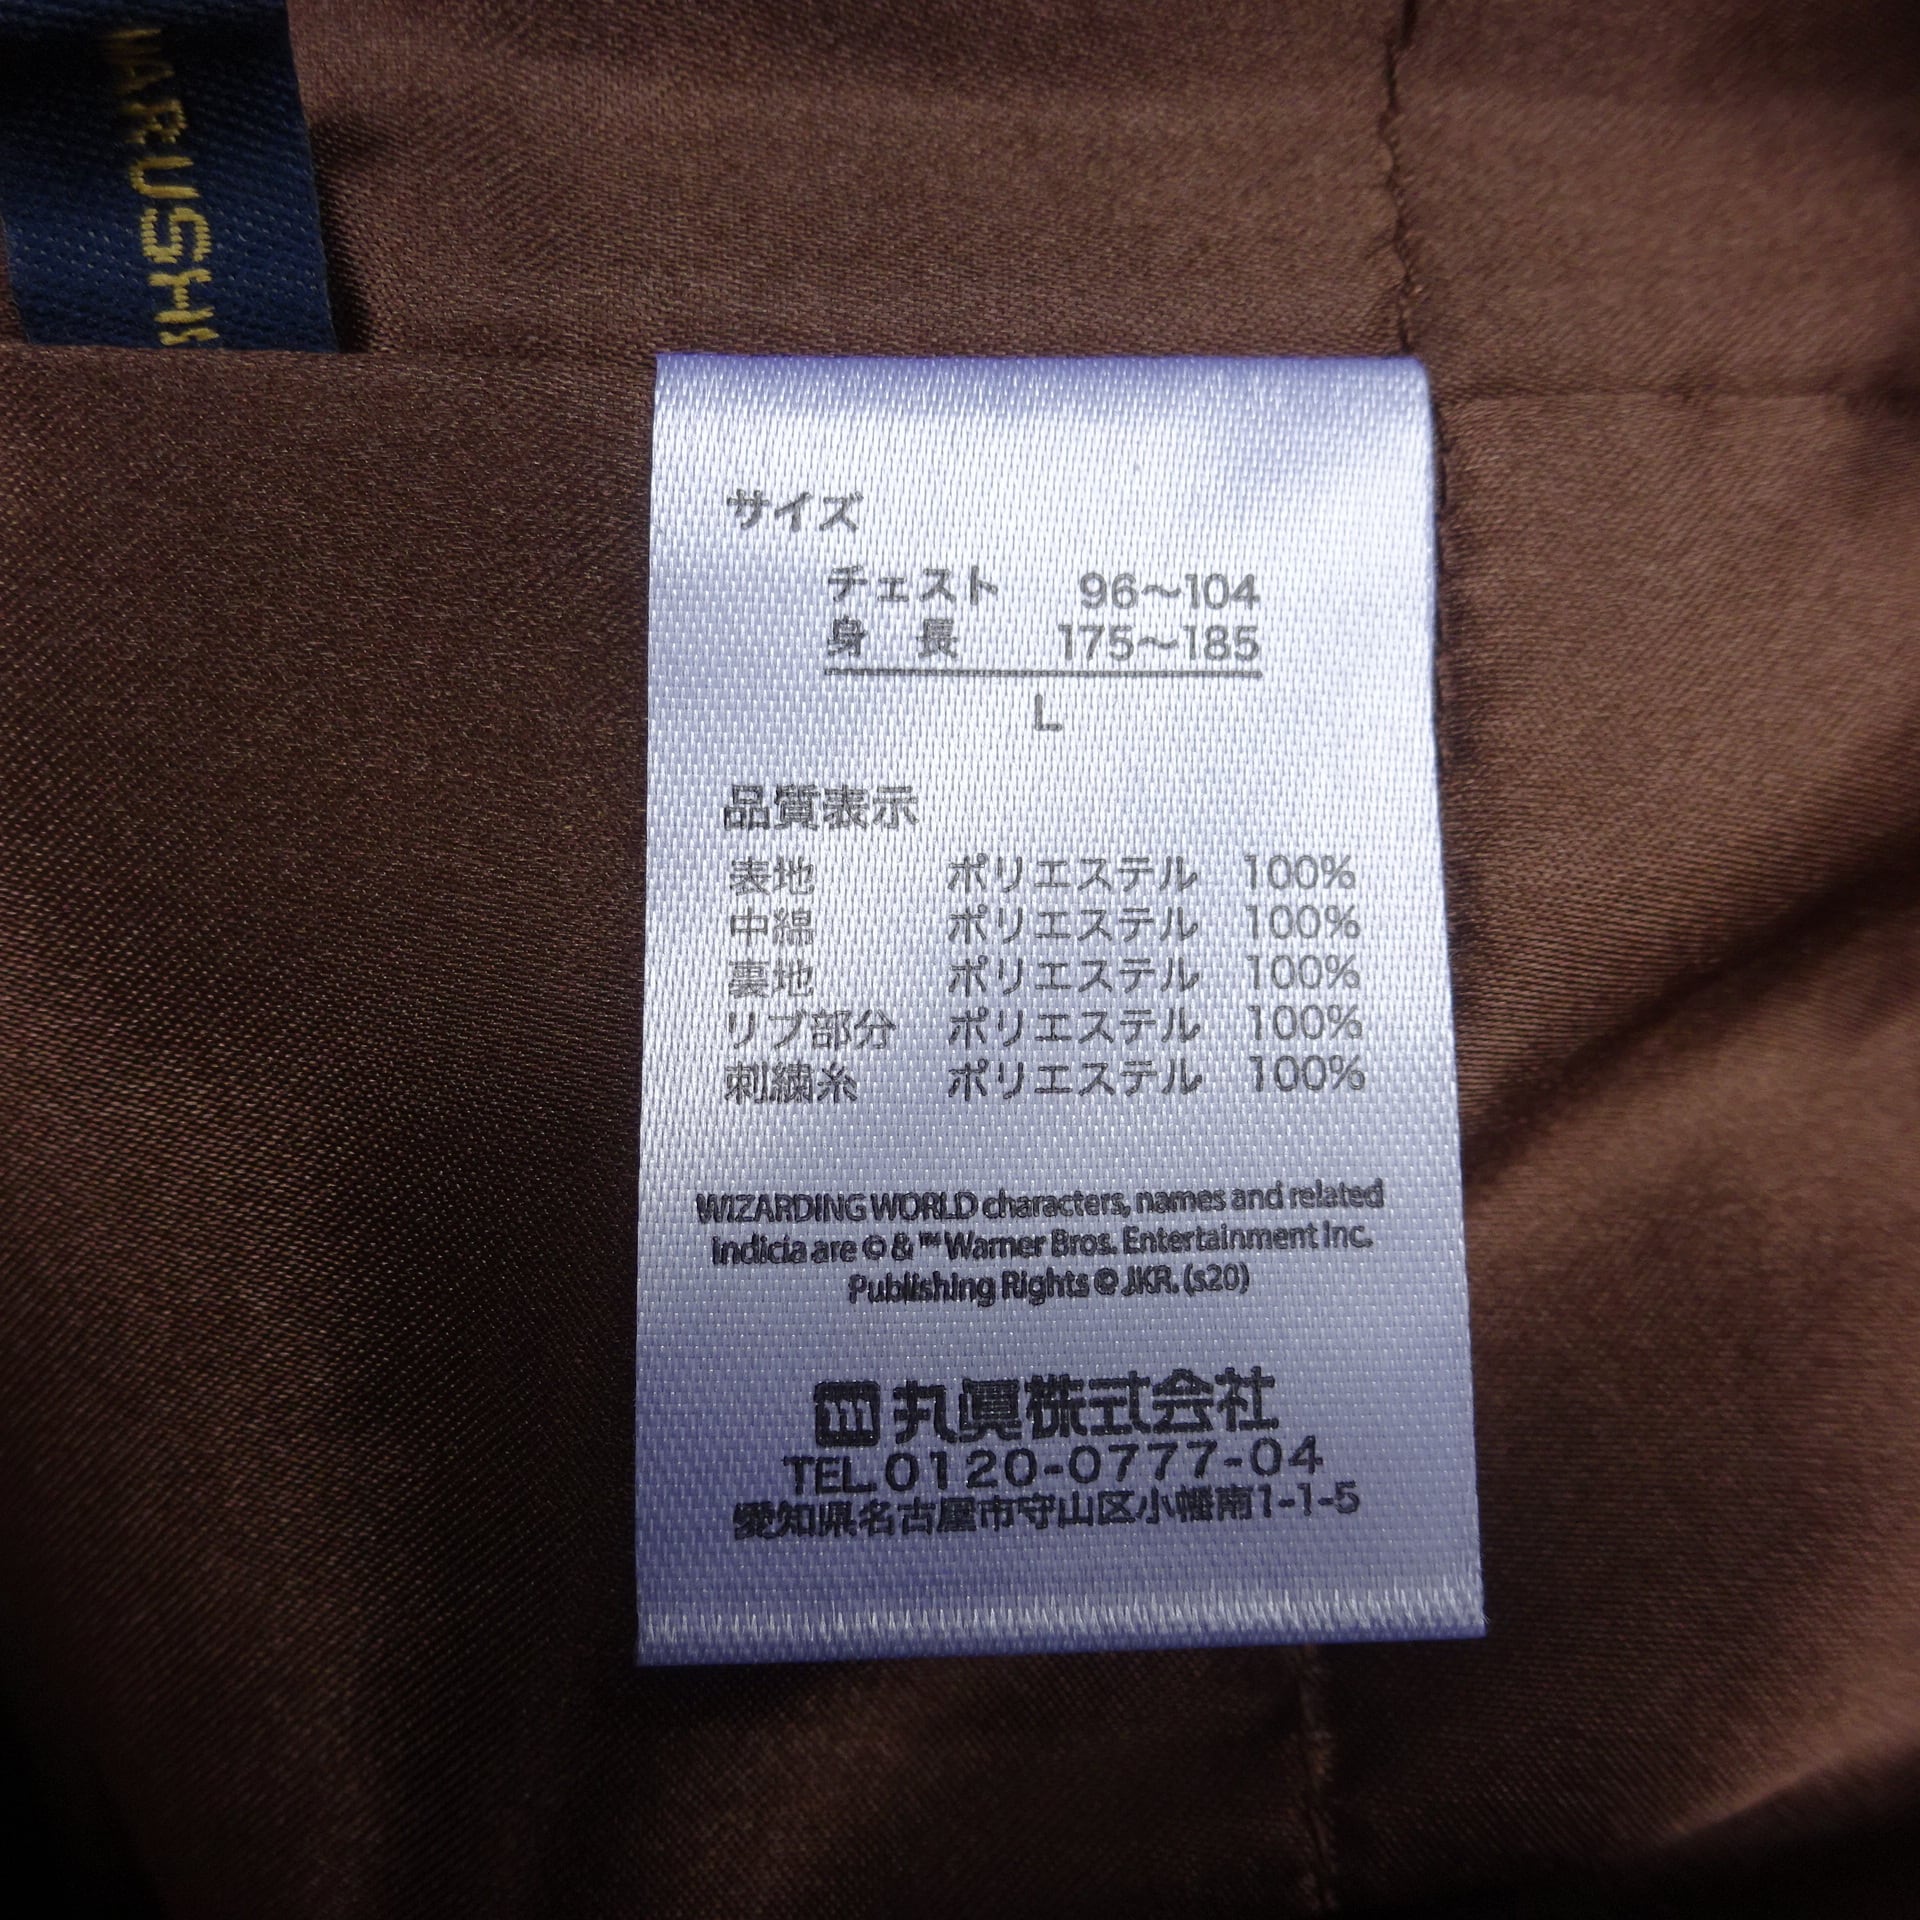 MARUSHI
サイズ
チェスト 96～104
身 長 175～185
L
品質表示
表地 ポリエステル 100%
中綿 ポリエステル 100%
裏地 ポリエステル 100%
リブ部分 ポリエステル 100%
刺繍糸 ポリエステル 100%
WIZARDING WORLD characters, names and related
indicia are © & ™ Warner Bros. Entertainment Inc.
Publishing Rights © JKR. (s20)
丸眞株式会社
TEL.0120-0777-04
愛知県名古屋市守山区小幡南1-1-5